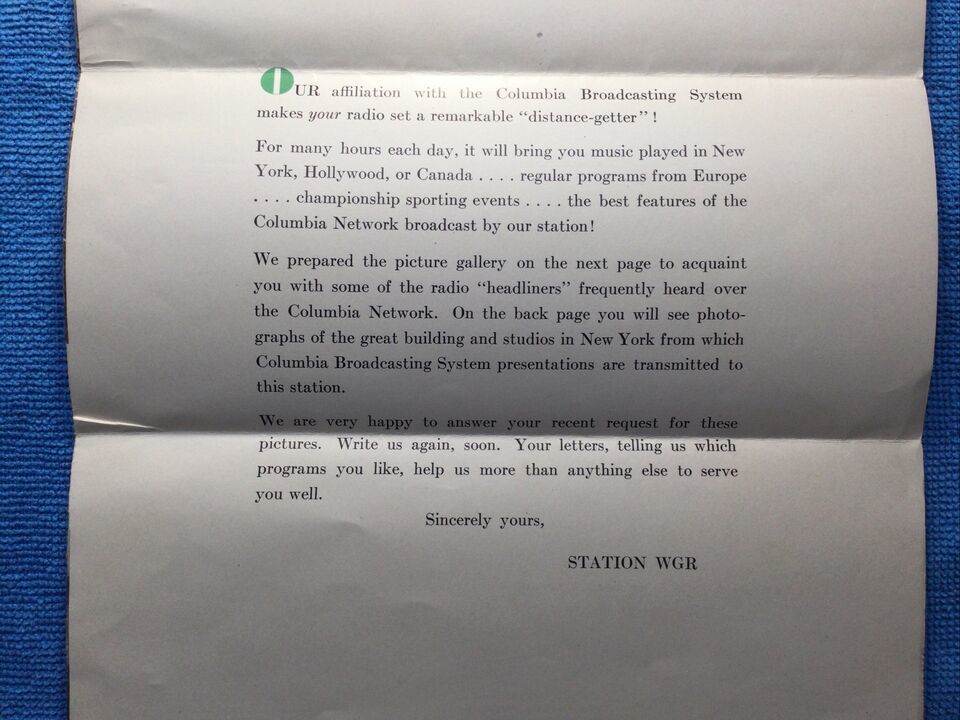 OUR affiliation with the Columbia Broadcasting System
makes your radio set a remarkable “distance-getter” !
For many hours each day, it will bring you music played in New
York, Hollywood, or Canada . . . . regular programs from Europe
. . . . championship sporting events . . . . the best features of the
Columbia Network broadcast by our station!
We prepared the picture gallery on the next page to acquaint
you with some of the radio “headliners” frequently heard over
the Columbia Network. On the back page you will see photo-
graphs of the great building and studios in New York from which
Columbia Broadcasting System presentations are transmitted to
this station.
We are very happy to answer your recent request for these
pictures. Write us again, soon. Your letters, telling us which
programs you like, help us more than anything else to serve
you well.
Sincerely yours,
STATION WGR